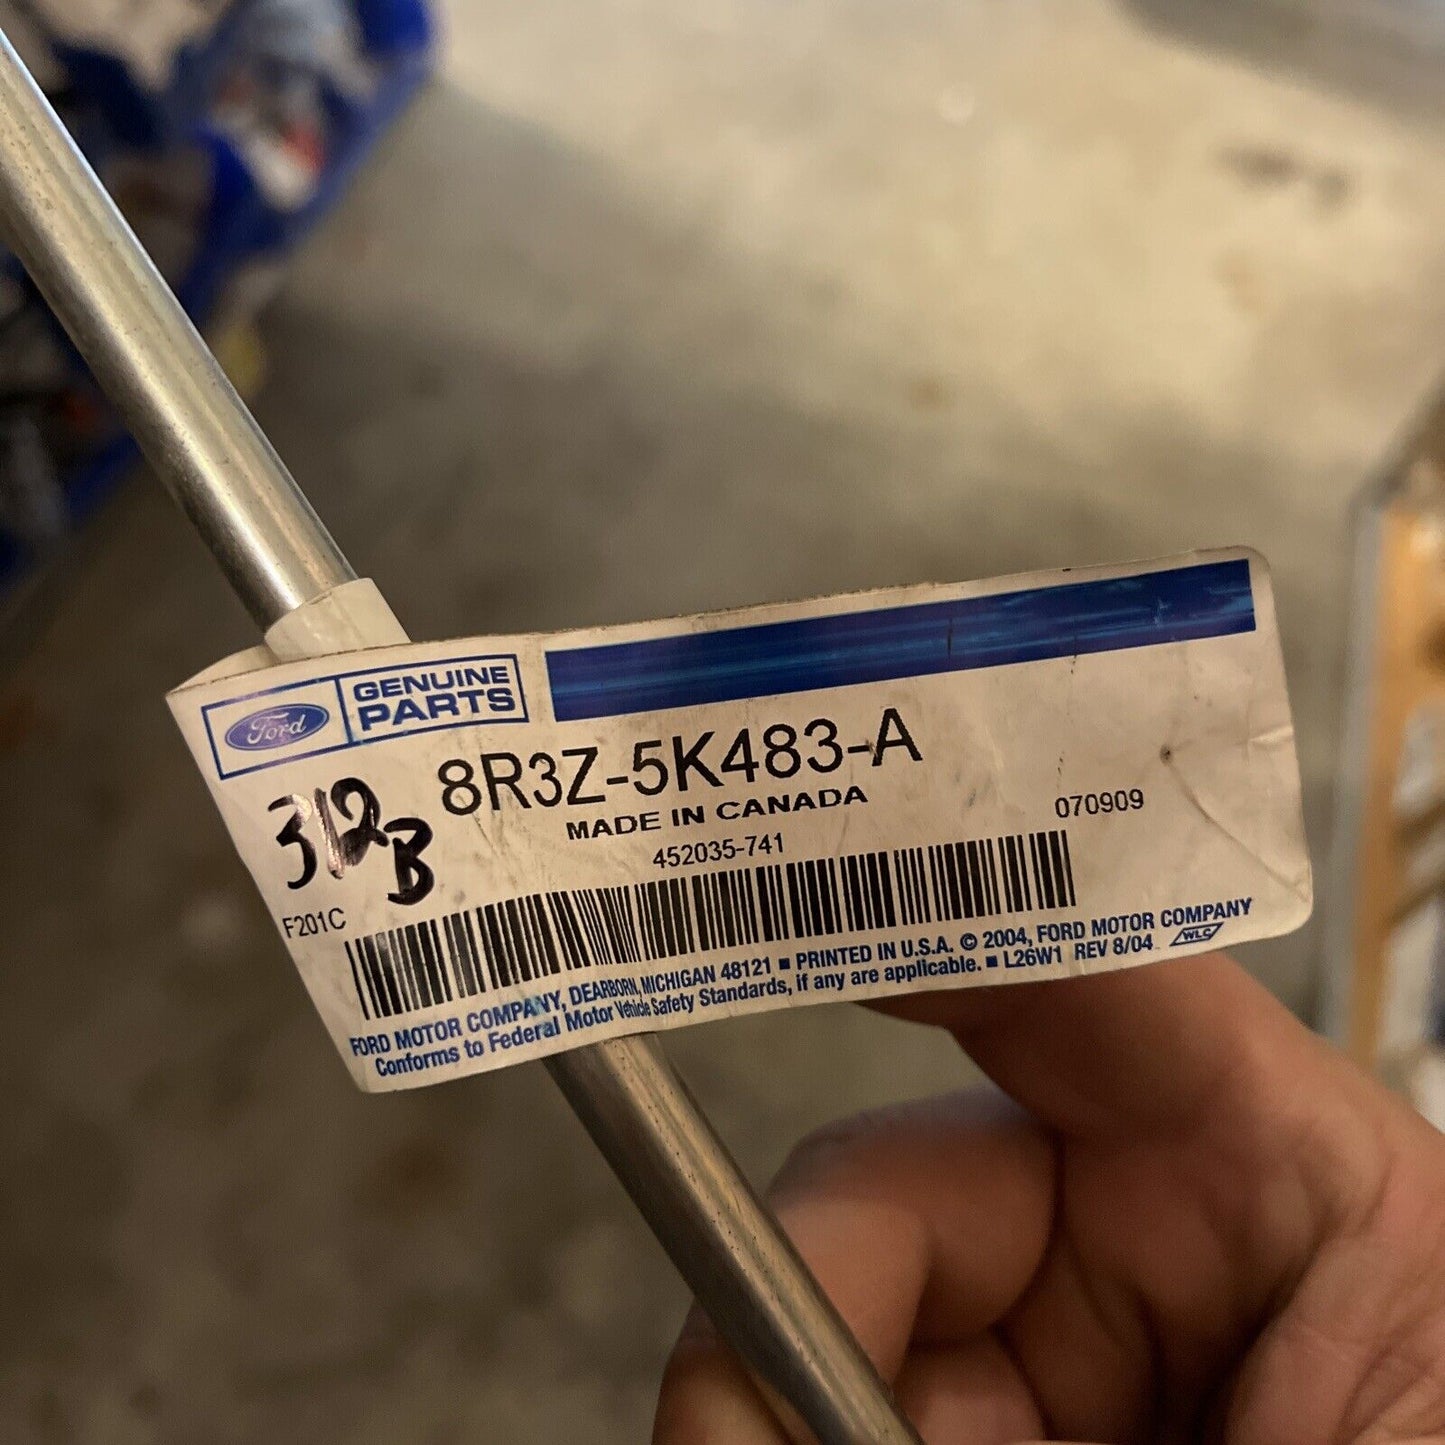 Ford
GENUINE
PARTS
8R3Z-5K483-A
MADE IN CANADA
452035-741
070909
312B
F201C
FORD MOTOR COMPANY, DEARBORN, MICHIGAN 48121 ■ PRINTED IN U.S.A. © 2004, FORD MOTOR COMPANY
Conforms to Federal Motor Vehicle Safety Standards, if any are applicable. ■ L26W1 REV 8/04 WLC